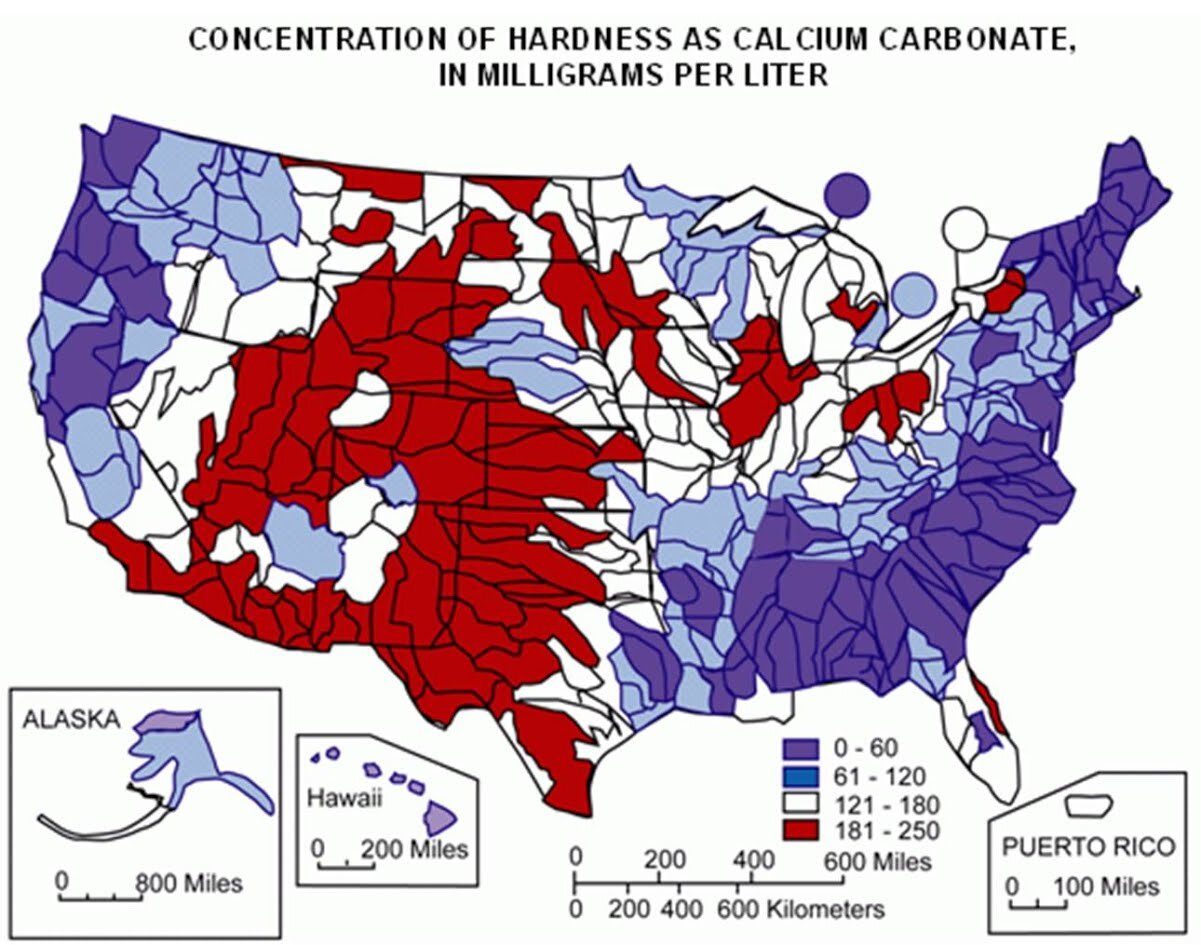 CONCENTRATION OF HARDNESS AS CALCIUM CARBONATE,
IN MILLIGRAMS PER LITER
ALASKA
0 800 Miles
Hawaii
0 200 Miles
0 - 60
61 - 120
121 - 180
181 - 250
0 200 400 600 Miles
0 200 400 600 Kilometers
PUERTO RICO
0 100 Miles